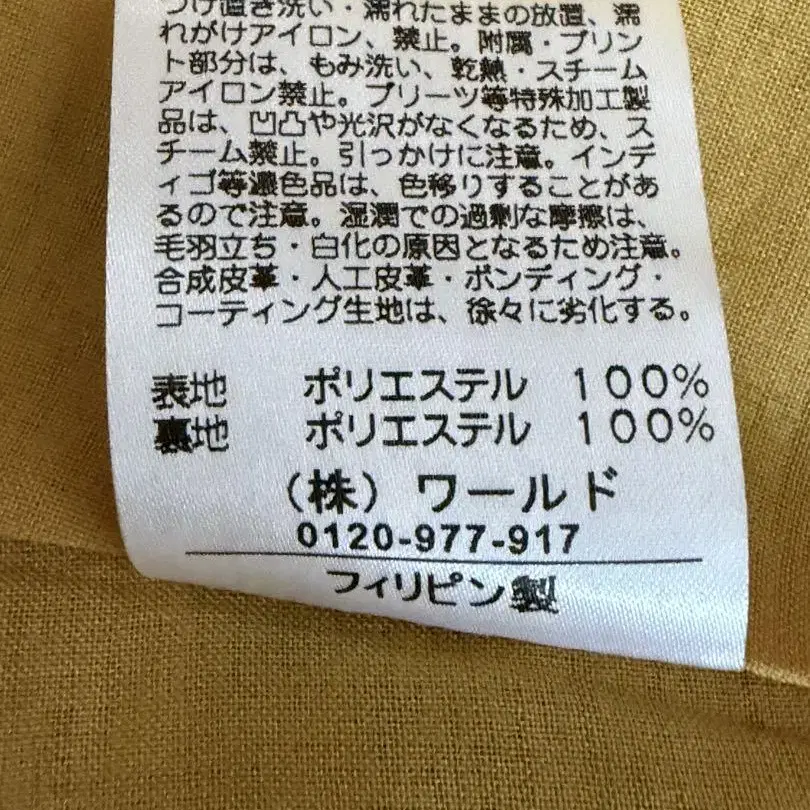 つけ置き洗い・濡れたままの放置、濡
れがけアイロン、禁止。附属・プリン
ト部分は、もみ洗い、乾熱・スチーム
アイロン禁止。プリーツ等特殊加工製
品は、凹凸や光沢がなくなるため、ス
チーム禁止。引っかけに注意。インデ
ィゴ等濃色品は、色移りすることがあ
るので注意。湿潤での過剰な摩擦は、
毛羽立ち・白化の原因となるため注意。
合成皮革・人工皮革・ボンディング・
コーティング生地は、徐々に劣化する。
表地 ポリエステル 100%
裏地 ポリエステル 100%
(株) ワールド
0120-977-917
フィリピン製